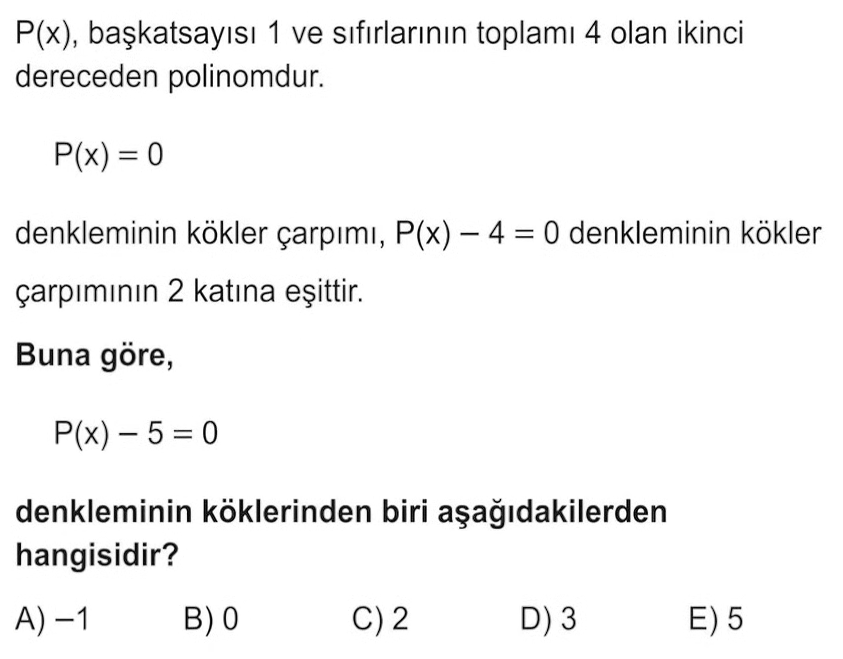 P(x), başkatsayısı 1 ve sıfırlarının toplamı 4 olan ikinci
dereceden polinomdur.
P(x) = 0
denkleminin kökler çarpımı, P(x) – 4 = 0 denkleminin kökler
çarpımının 2 katına eşittir.
Buna göre,
P(x) – 5 = 0
denkleminin köklerinden biri aşağıdakilerden
hangisidir?
A) –1 B) 0 C) 2 D) 3 E) 5